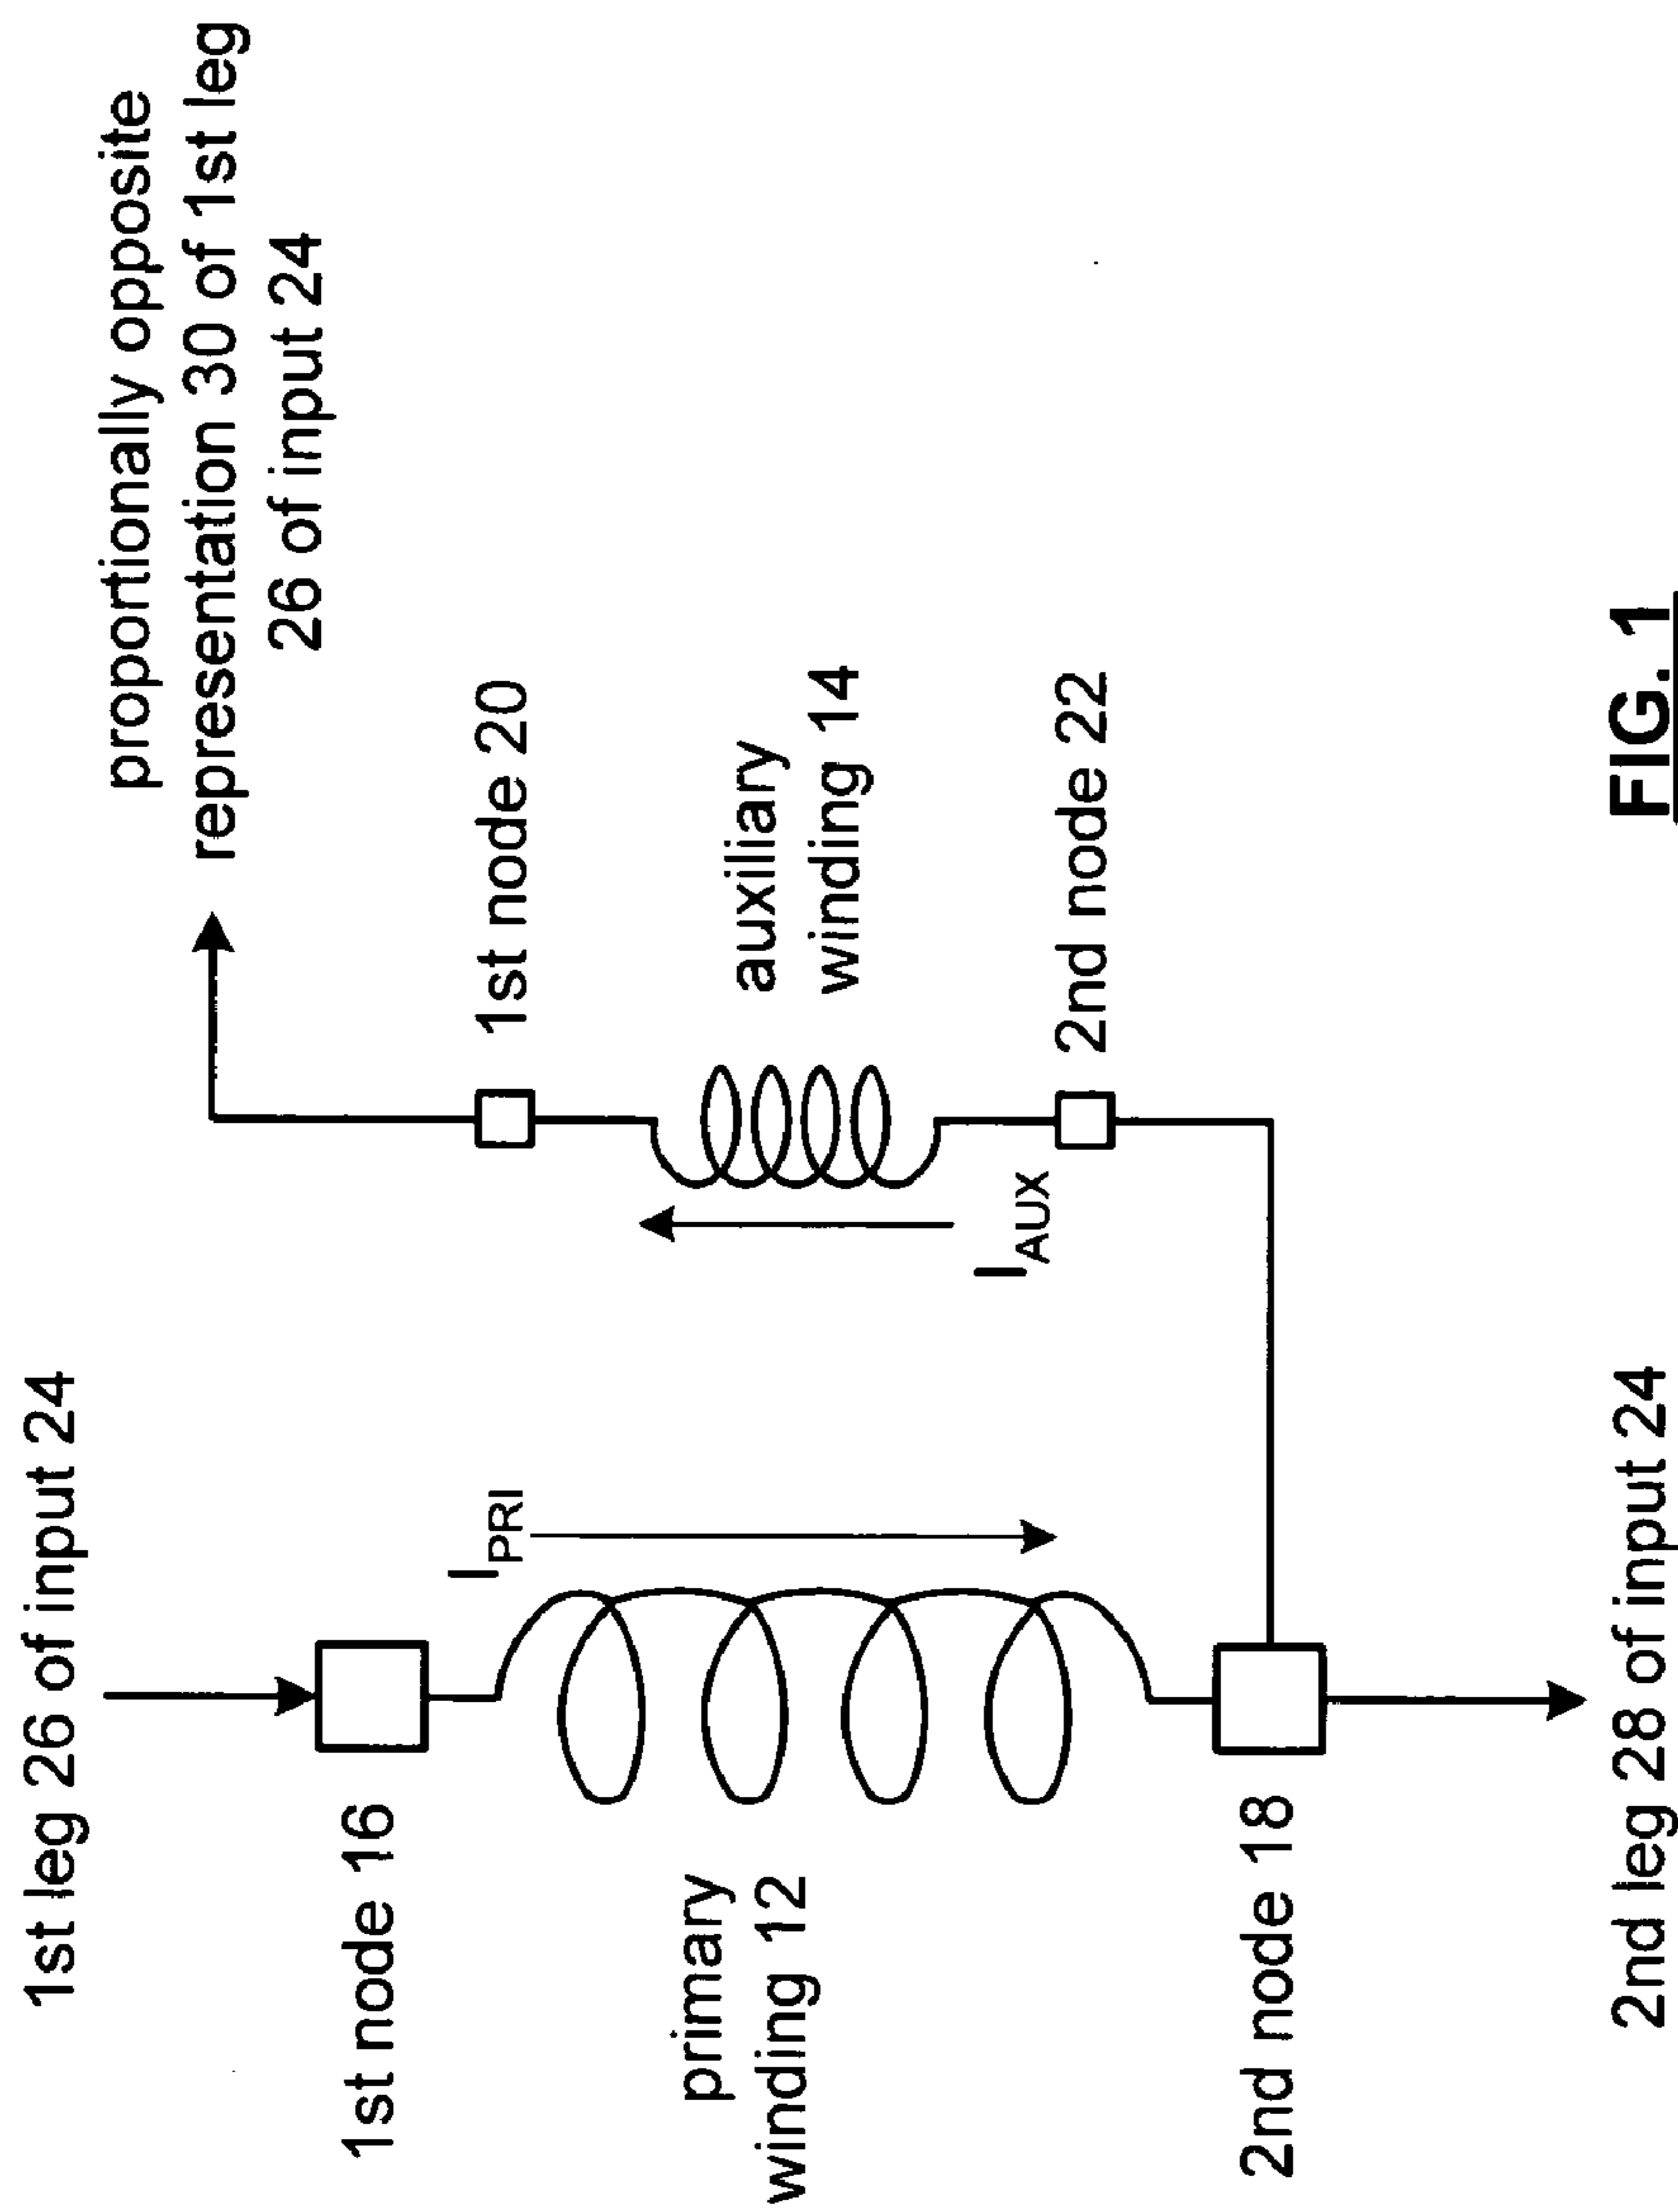 1st leg 26 of input 24
proportionally opposite
representation 30 of 1st leg
26 of input 24
1st node 16
I PRI
1st node 20
primary
winding 12
auxiliary
winding 14
I AUX
2nd node 22
2nd node 18
2nd leg 28 of input 24
FIG. 1